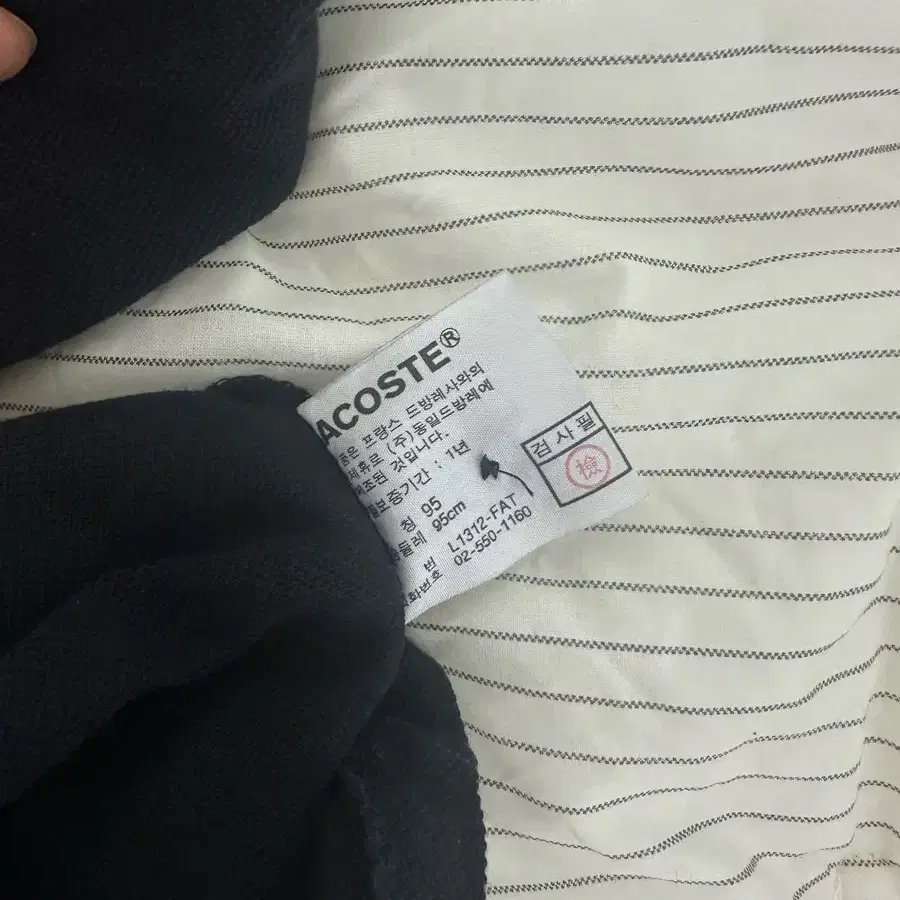 ACOSTE®
품은 프랑스 드방레사와의
제휴로 (주)동일드방레에
제조된 것입니다.
질보증기간 : 1년
칭 95
둘레 95cm
번 L1312-FAT
화번호 02-550-1160
검사필
檢